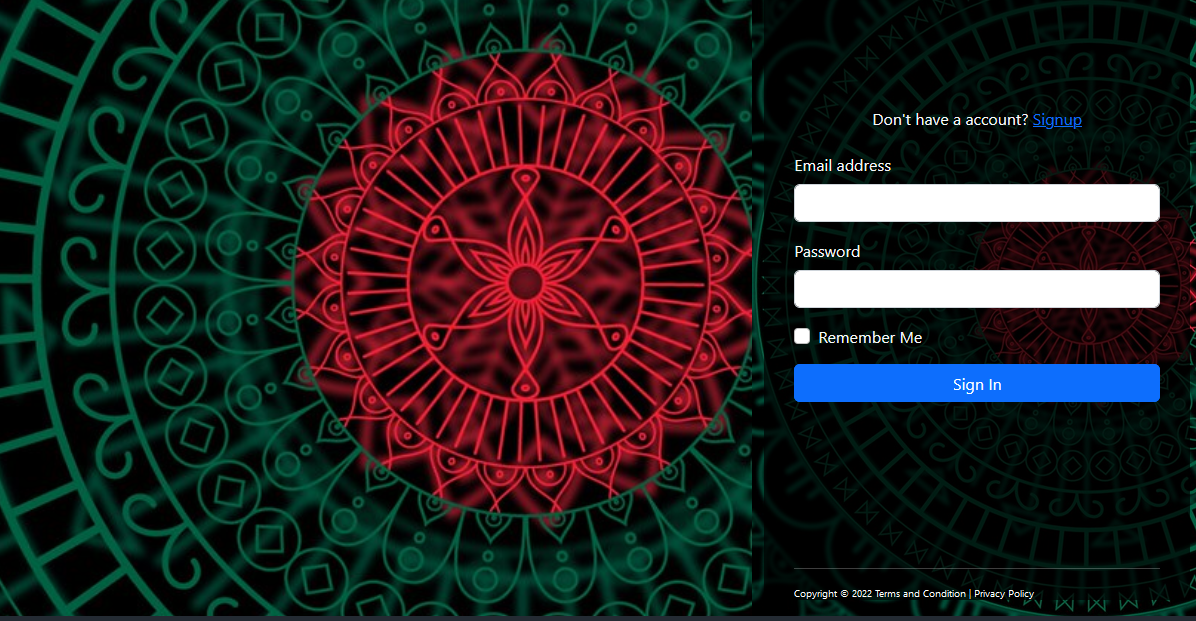 Don't have a account? Signup
Email address
Password
Remember Me
Sign In
Copyright © 2022 Terms and Condition | Privacy Policy